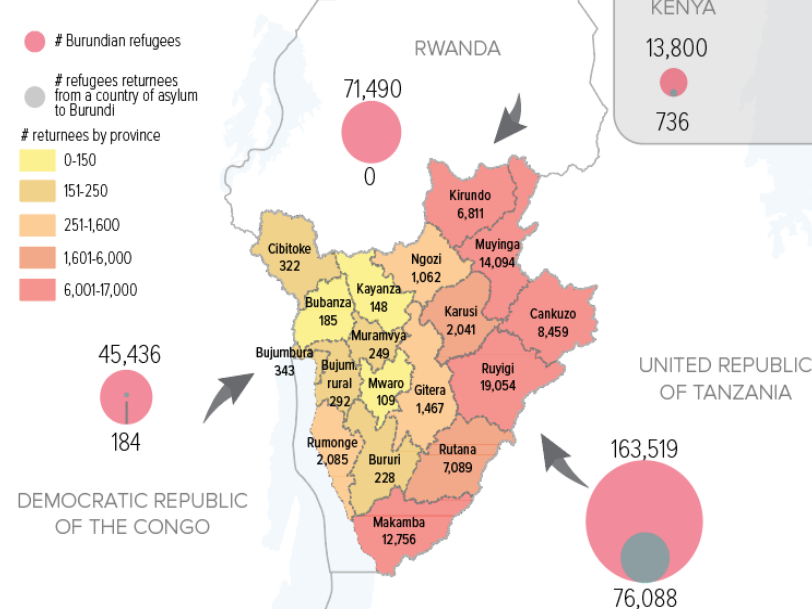 # Burundian refugees
# refugees returnees
from a country of asylum
to Burundi
# returnees by province
0-150
151-250
251-1,600
1,601-6,000
6,001-17,000
RWANDA
71,490
0
KENYA
13,800
736
Kirundo
6,811
Muyinga
14,094
Cibitoke
322
Ngozi
1,062
Kayanza
148
Bubanza
185
Karusi
2,041
Cankuzo
8,459
Muramvya
249
Bujumbura
343
Bujum.
rural
292
Mwaro
109
Gitera
1,467
Ruyigi
19,054
Rumonge
2,085
Bururi
228
Rutana
7,089
Makamba
12,756
45,436
184
DEMOCRATIC REPUBLIC
OF THE CONGO
UNITED REPUBLIC
OF TANZANIA
163,519
76,088